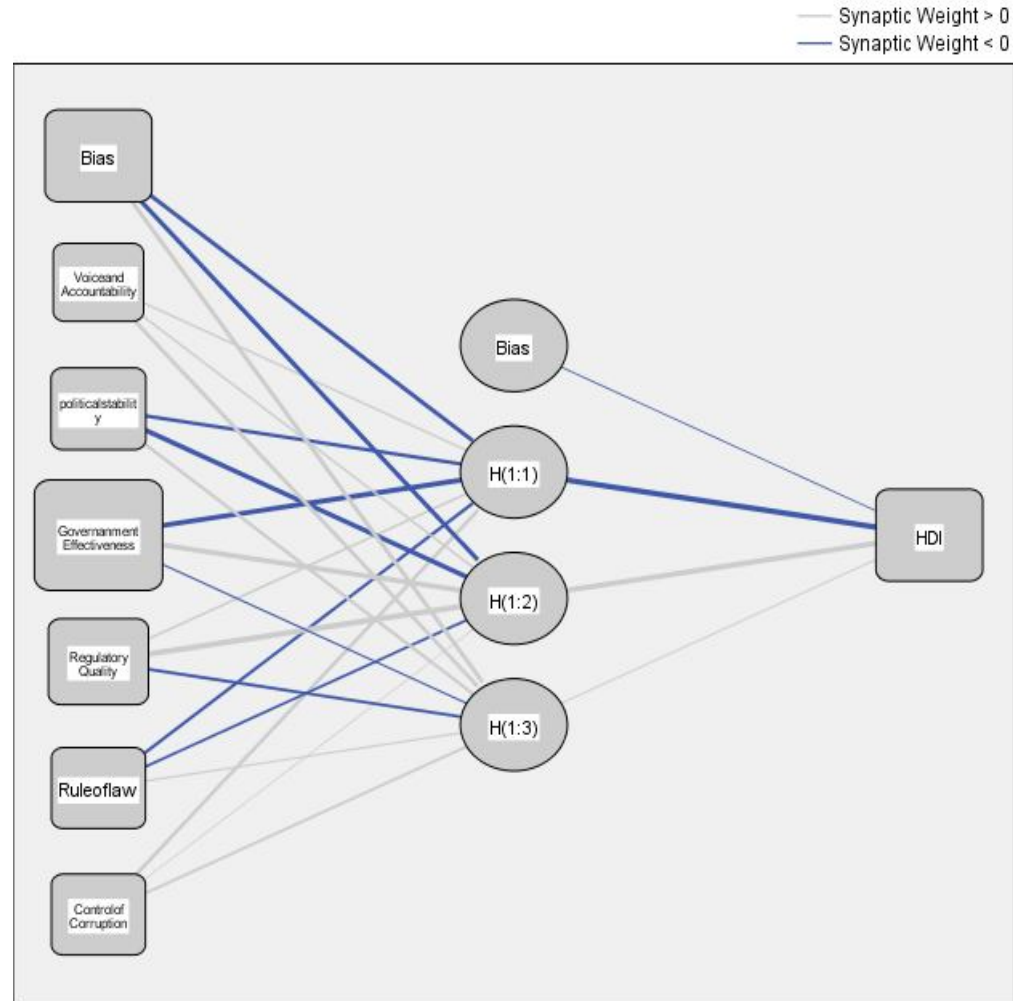 Synaptic Weight > 0
Synaptic Weight < 0
Bias
Voiceand
Accountability
politicalstabilit
y
Governanment
Effectiveness
Regulatory
Quality
Ruleoflaw
Controlof
Corruption
Bias
H(1:1)
H(1:2)
H(1:3)
HDI